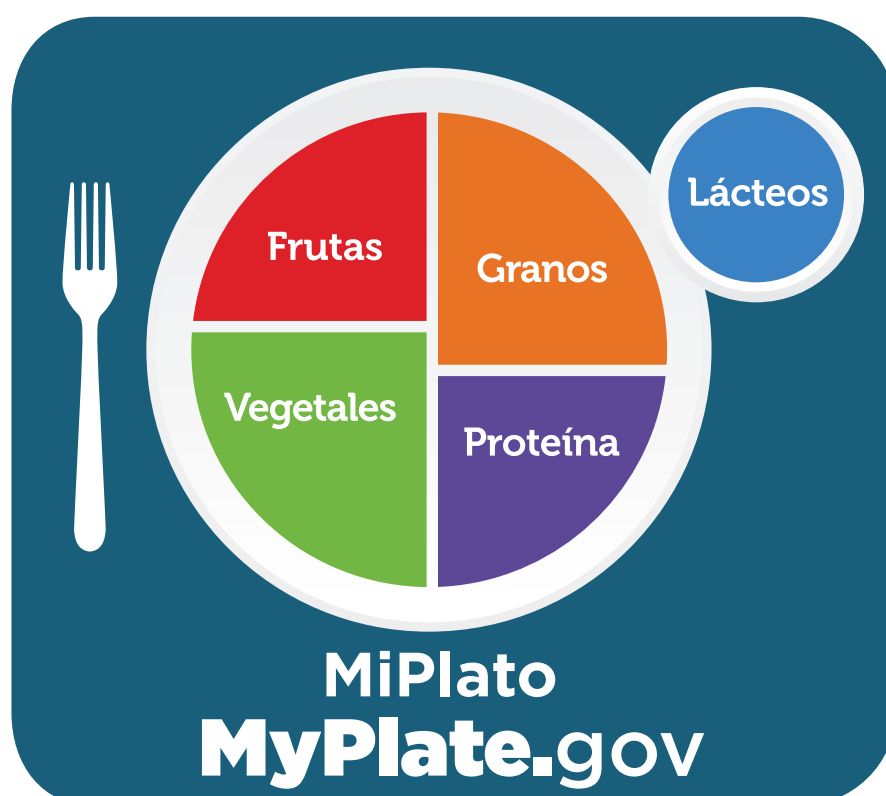 Frutas
Granos
Lácteos
Vegetales
Proteína
MiPlato
MyPlate.gov